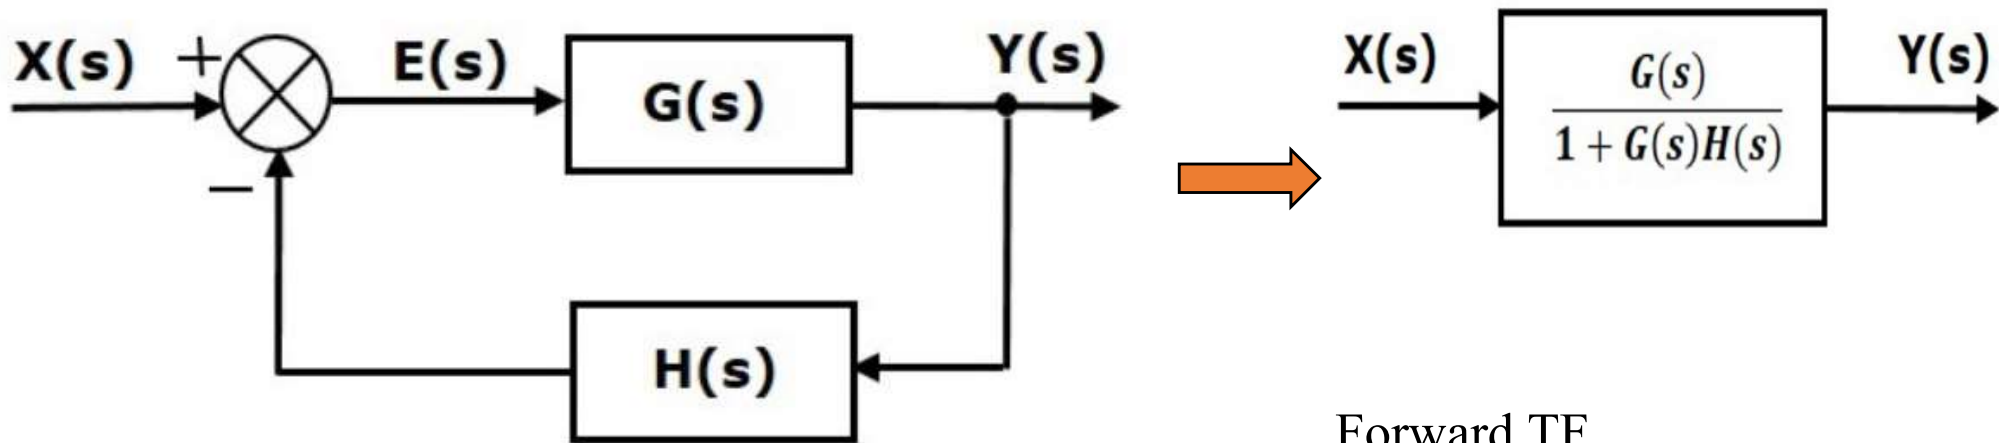 X(s)
+
E(s)
G(s)
Y(s)
−
H(s)
X(s)
G(s)
1 + G(s)H(s)
Y(s)
Forward TF